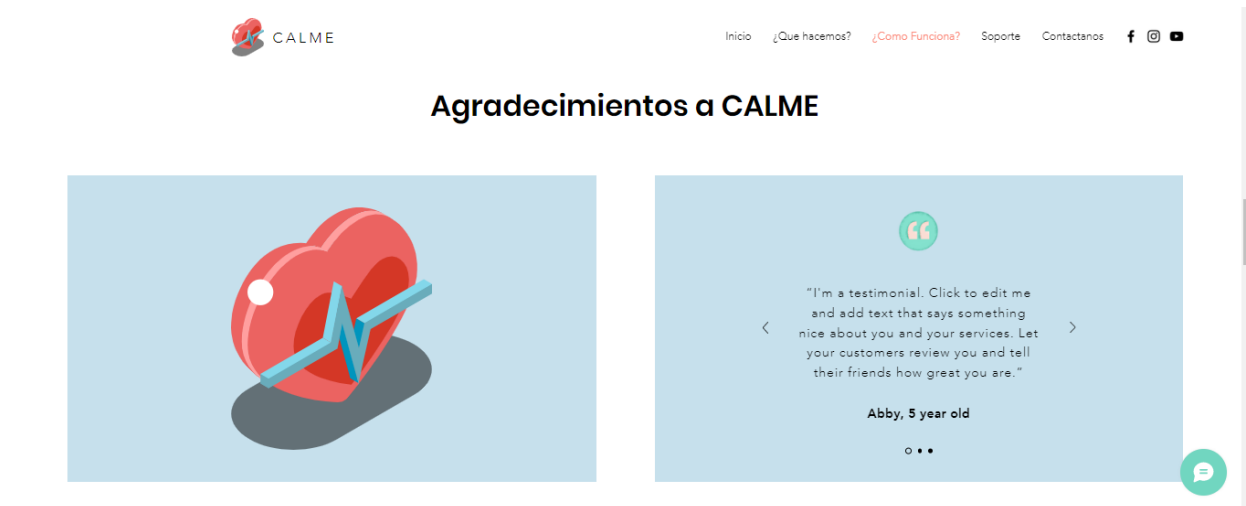 CALME
Inicio ¿Que hacemos? ¿Como Funciona? Soporte Contactanos
Agradecimientos a CALME
“I'm a testimonial. Click to edit me
and add text that says something
nice about you and your services. Let
your customers review you and tell
their friends how great you are.”
Abby, 5 year old